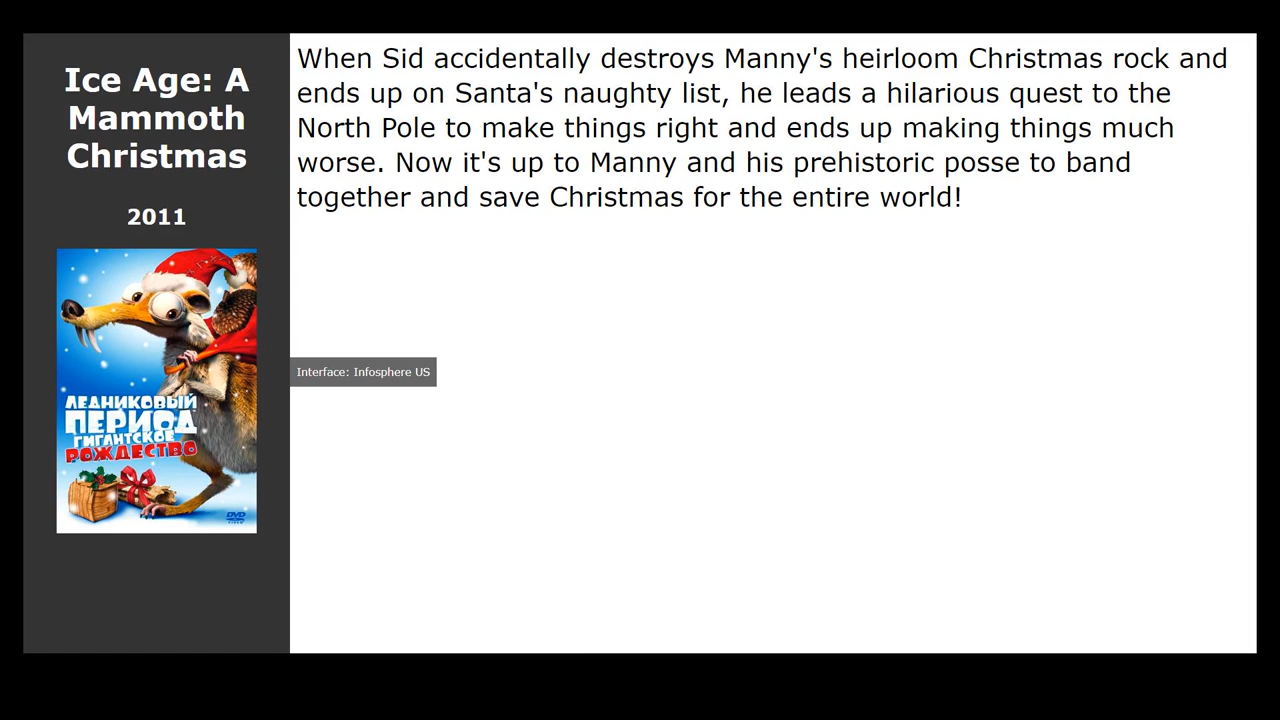 Ice Age: A
Mammoth
Christmas
2011
ЛЕДНИКОВЫЙ
ПЕРИОД
ГИГАНТСКОЕ
РОЖДЕСТВО
DVD
VIDEO
When Sid accidentally destroys Manny's heirloom Christmas rock and
ends up on Santa's naughty list, he leads a hilarious quest to the
North Pole to make things right and ends up making things much
worse. Now it's up to Manny and his prehistoric posse to band
together and save Christmas for the entire world!
Interface: Infosphere US